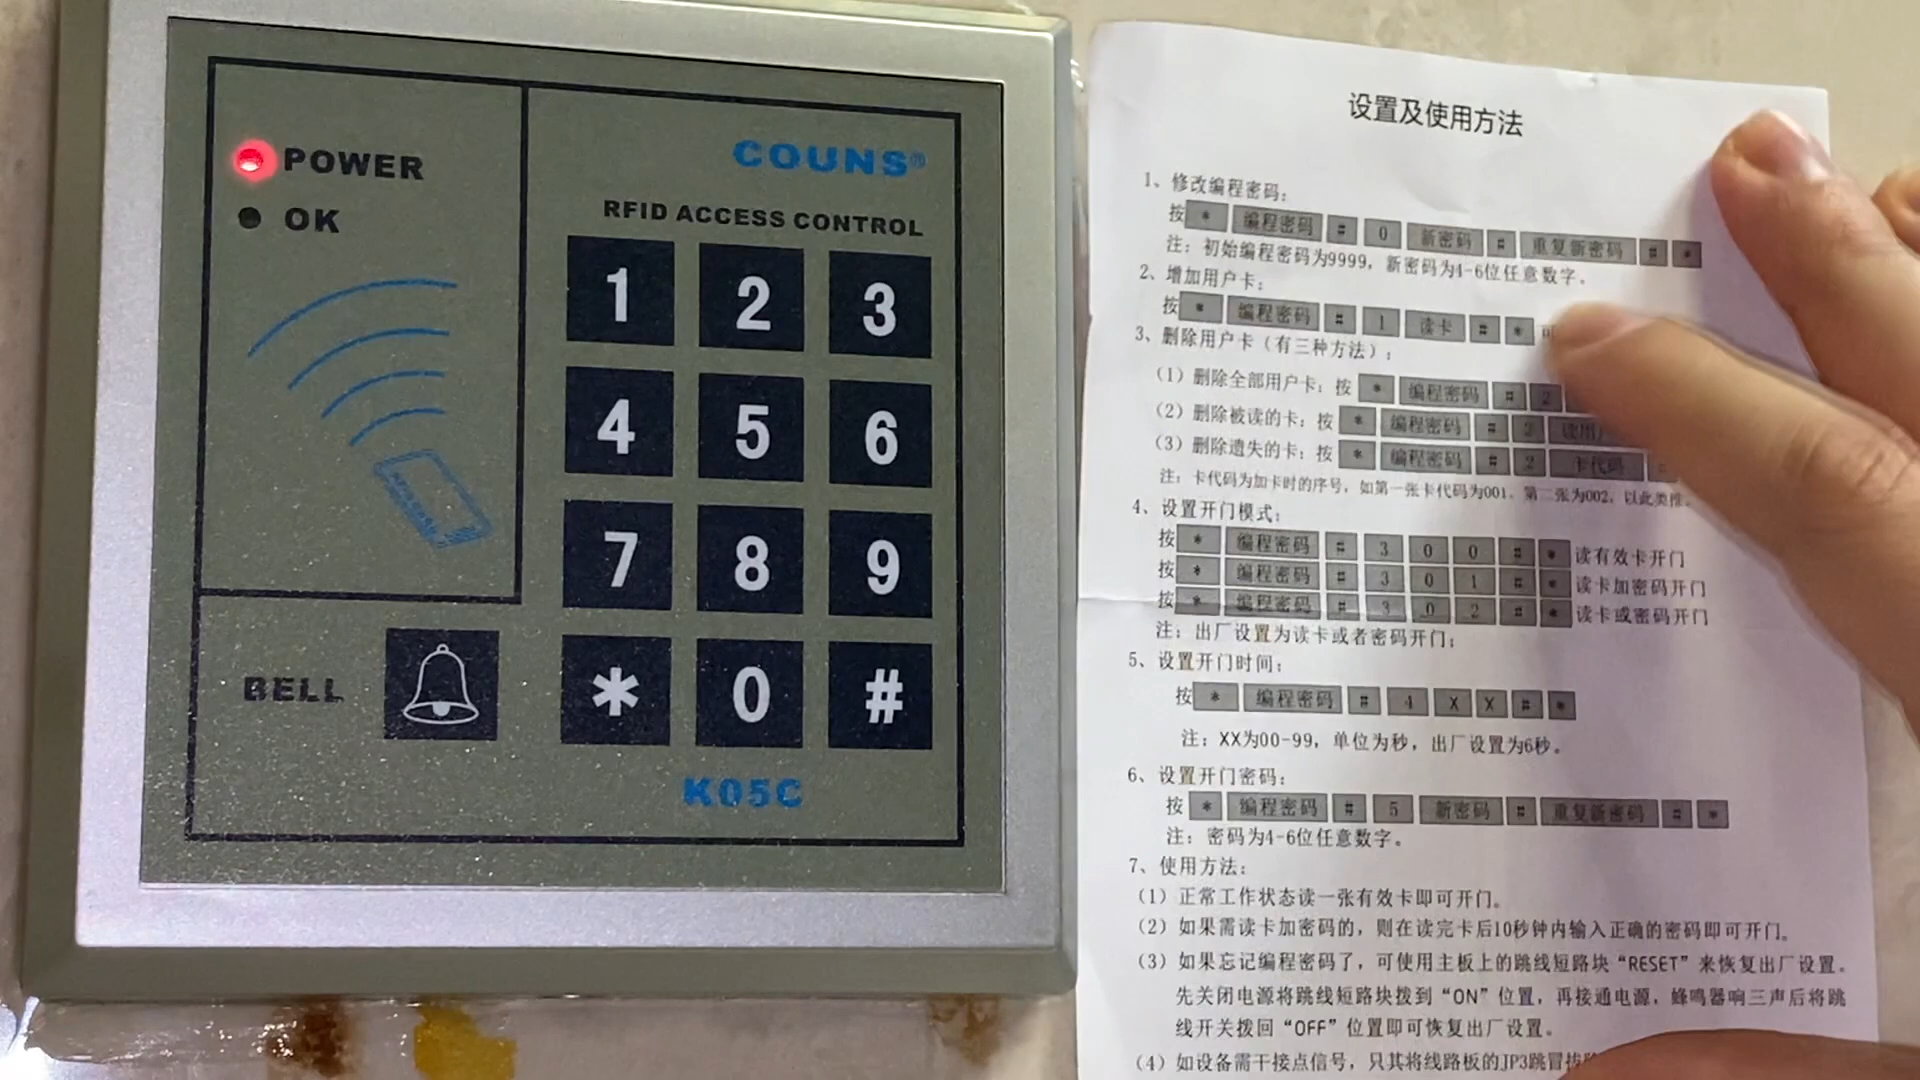 POWER
OK
COUNS®
RFID ACCESS CONTROL
1 2 3
4 5 6
7 8 9
BELL
* 0 #
K05C
设置及使用方法
1、修改编程密码:
按 * 编程密码 # 0 新密码 # 重复新密码 # *
注: 初始编程密码为9999, 新密码为4-6位任意数字。
2、增加用户卡:
按 * 编程密码 # 1 读卡 # *
3、删除用户卡(有三种方法):
(1) 删除全部用户卡: 按 * 编程密码 # 2
(2) 删除被读的卡: 按 * 编程密码 # 2
(3) 删除遗失的卡: 按 * 编程密码 # 2 卡代码
注: 卡代码为加卡时的序号, 如第一张卡代码为001。第二张为002, 以此类推。
4、设置开门模式:
按 * 编程密码 # 3 0 0 # * 读有效卡开门
按 * 编程密码 # 3 0 1 # * 读卡加密码开门
按 * 编程密码 # 3 0 2 # * 读卡或密码开门
注: 出厂设置为读卡或者密码开门;
5、设置开门时间:
按 * 编程密码 # 4 X X # *
注: XX为00-99, 单位为秒, 出厂设置为6秒。
6、设置开门密码:
按 * 编程密码 # 5 新密码 # 重复新密码 # *
注: 密码为4-6位任意数字。
7、使用方法:
(1) 正常工作状态读一张有效卡即可开门。
(2) 如果需读卡加密码的, 则在读完卡后10秒钟内输入正确的密码即可开门。
(3) 如果忘记编程密码了, 可使用主板上的跳线短路块“RESET”来恢复出厂设置。
先关闭电源将跳线短路块拨到“ON”位置, 再接通电源, 蜂鸣器响三声后将跳
线开关拨回“OFF”位置即可恢复出厂设置。
(4) 如设备需干接点信号, 只其将线路板的JP3跳冒拔